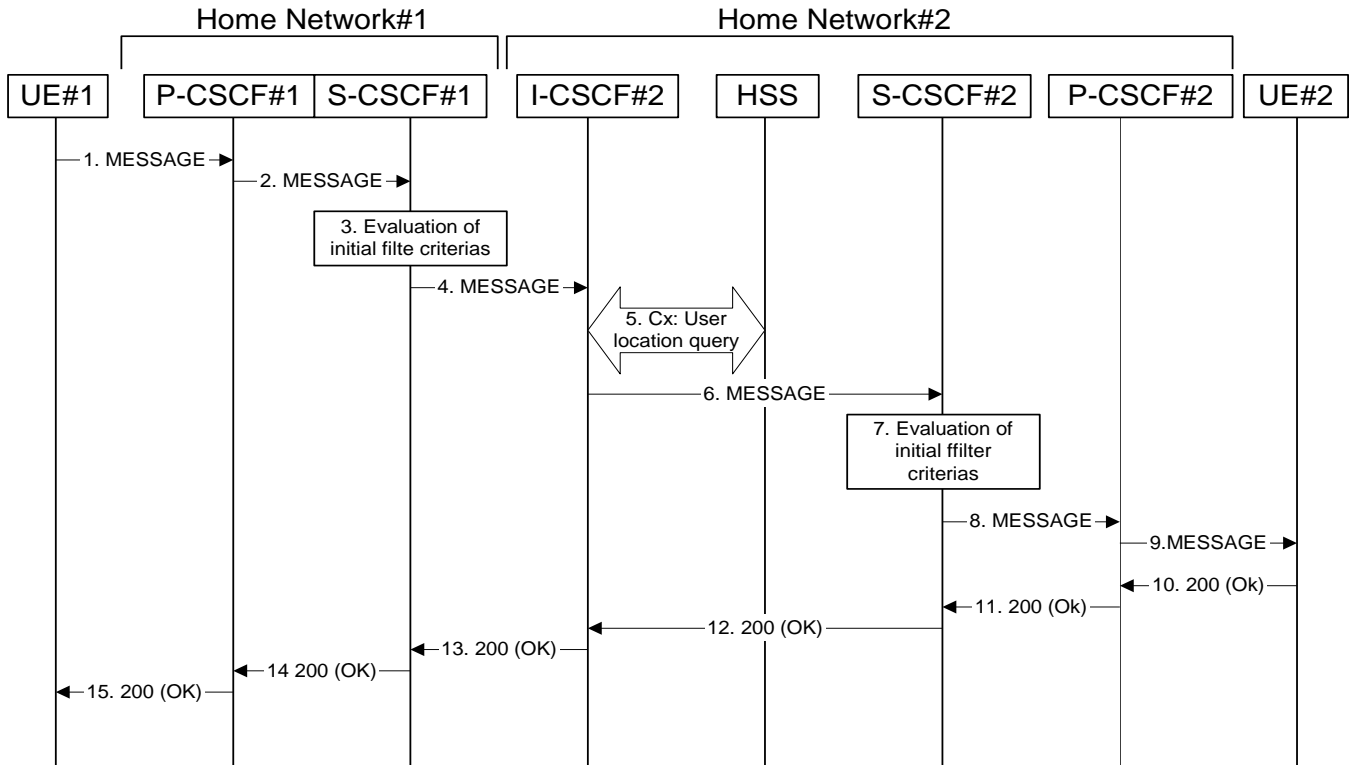 Home Network#1
Home Network#2
UE#1
P-CSCF#1
S-CSCF#1
I-CSCF#2
HSS
S-CSCF#2
P-CSCF#2
UE#2
1. MESSAGE
2. MESSAGE
3. Evaluation of
initial filte criterias
4. MESSAGE
5. Cx: User
location query
6. MESSAGE
7. Evaluation of
initial ffilter
criterias
8. MESSAGE
9.MESSAGE
10. 200 (Ok)
11. 200 (Ok)
12. 200 (OK)
13. 200 (OK)
14 200 (OK)
15. 200 (OK)